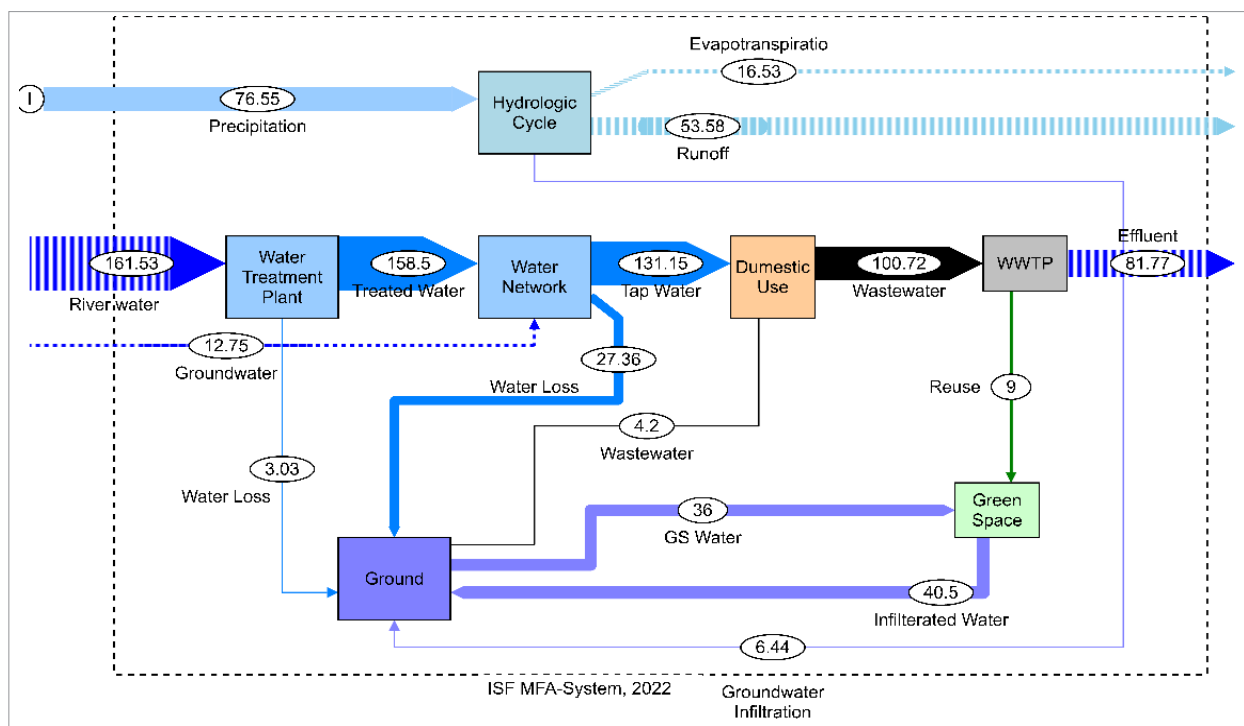 Evapotranspiratio
16.53
I
76.55
Precipitation
Hydrologic
Cycle
53.58
Runoff
161.53
River water
Water
Treatment
Plant
158.5
Treated Water
Water
Network
131.15
Tap Water
Dumestic
Use
100.72
Wastewater
WWTP
Effluent
81.77
12.75
Groundwater
27.36
Water Loss
Reuse
9
4.2
Wastewater
3.03
Water Loss
36
GS Water
Green
Space
Ground
40.5
Infilterated Water
6.44
ISF MFA-System, 2022
Groundwater
Infiltration